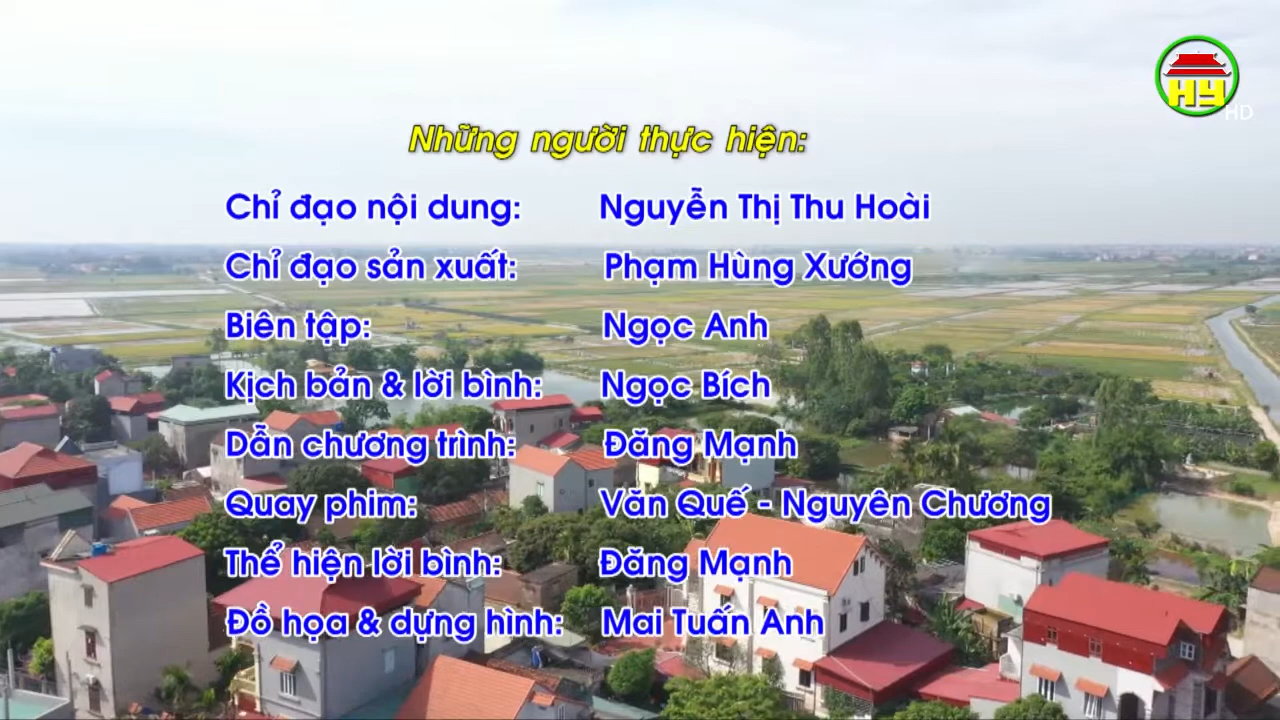 HY
HD
Những người thực hiện:
Chỉ đạo nội dung: Nguyễn Thị Thu Hoài
Chỉ đạo sản xuất: Phạm Hùng Xướng
Biên tập: Ngọc Anh
Kịch bản & lời bình: Ngọc Bích
Dẫn chương trình: Đăng Mạnh
Quay phim: Văn Quế - Nguyên Chương
Thể hiện lời bình: Đăng Mạnh
Đồ họa & dựng hình: Mai Tuấn Anh